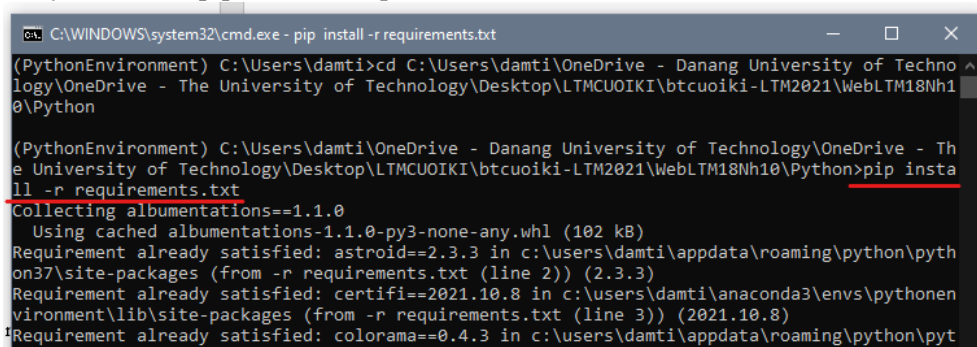 C:\WINDOWS\system32\cmd.exe - pip install -r requirements.txt
(PythonEnvironment) C:\Users\damti>cd C:\Users\damti\OneDrive - Danang University of Techno
logy\OneDrive - The University of Technology\Desktop\LTMCUOIKI\btcuoiki-LTM2021\WebLTM18Nh1
0\Python
(PythonEnvironment) C:\Users\damti\OneDrive - Danang University of Technology\OneDrive - Th
e University of Technology\Desktop\LTMCUOIKI\btcuoiki-LTM2021\WebLTM18Nh10\Python>pip insta
ll -r requirements.txt
Collecting albumentations==1.1.0
Using cached albumentations-1.1.0-py3-none-any.whl (102 kB)
Requirement already satisfied: astroid==2.3.3 in c:\users\damti\appdata\roaming\python\pyth
on37\site-packages (from -r requirements.txt (line 2)) (2.3.3)
Requirement already satisfied: certifi==2021.10.8 in c:\users\damti\anaconda3\envs\pythonen
vironment\lib\site-packages (from -r requirements.txt (line 3)) (2021.10.8)
Requirement already satisfied: colorama==0.4.3 in c:\users\damti\appdata\roaming\python\pyt